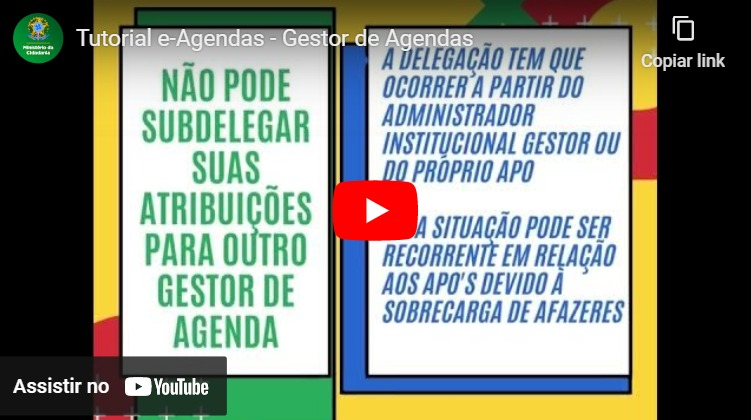 Ministério da
Cidadania
Tutorial e-Agendas - Gestor de Agendas
Copiar link
NÃO PODE
SUBDELEGAR
SUAS
ATRIBUIÇÕES
PARA OUTRO
GESTOR DE
AGENDA
A DELEGAÇÃO TEM QUE
OCORRER A PARTIR DO
ADMINISTRADOR
INSTITUCIONAL GESTOR OU
DO PRÓPRIO APO
A SITUAÇÃO PODE SER
RECORRENTE EM RELAÇÃO
AOS APO'S DEVIDO À
SOBRECARGA DE AFAZERES
Assistir no YouTube